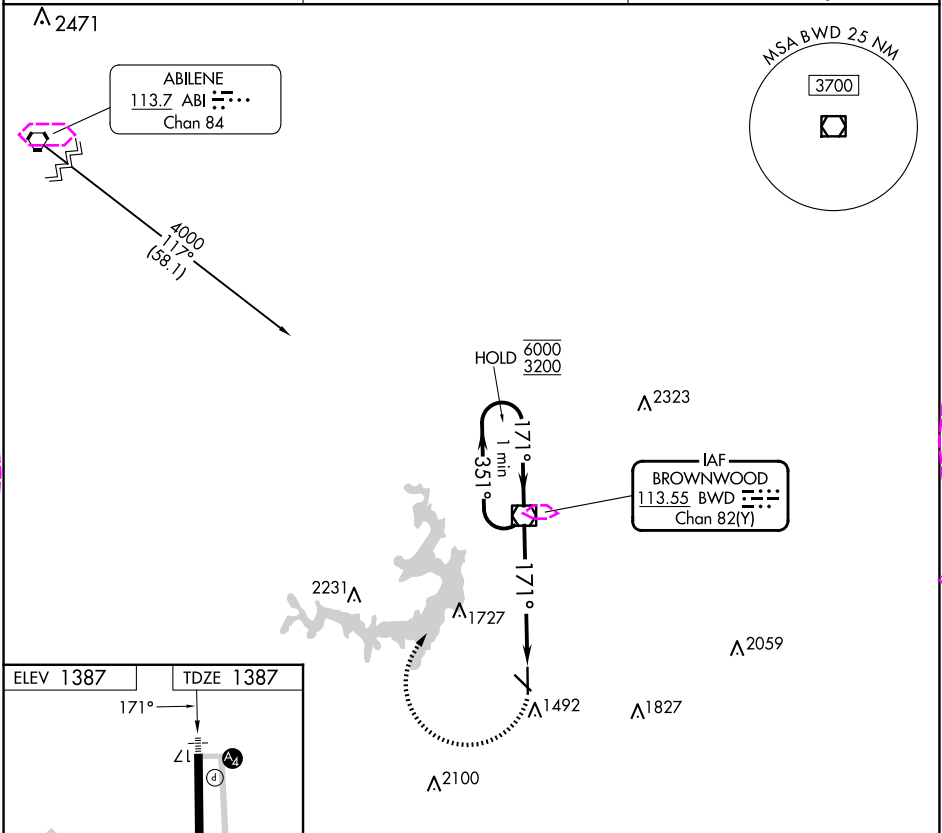 2471
ABILENE
113.7 ABI
Chan 84
MSA BWD 25 NM
3700
4000
117°
(58.1)
HOLD 6000
3200
2323
171°
1 min
351°
IAF
BROWNWOOD
113.55 BWD
Chan 82(Y)
171°
2231
1727
2059
ELEV 1387
TDZE 1387
171°
1492
1827
17
A4
P
2100